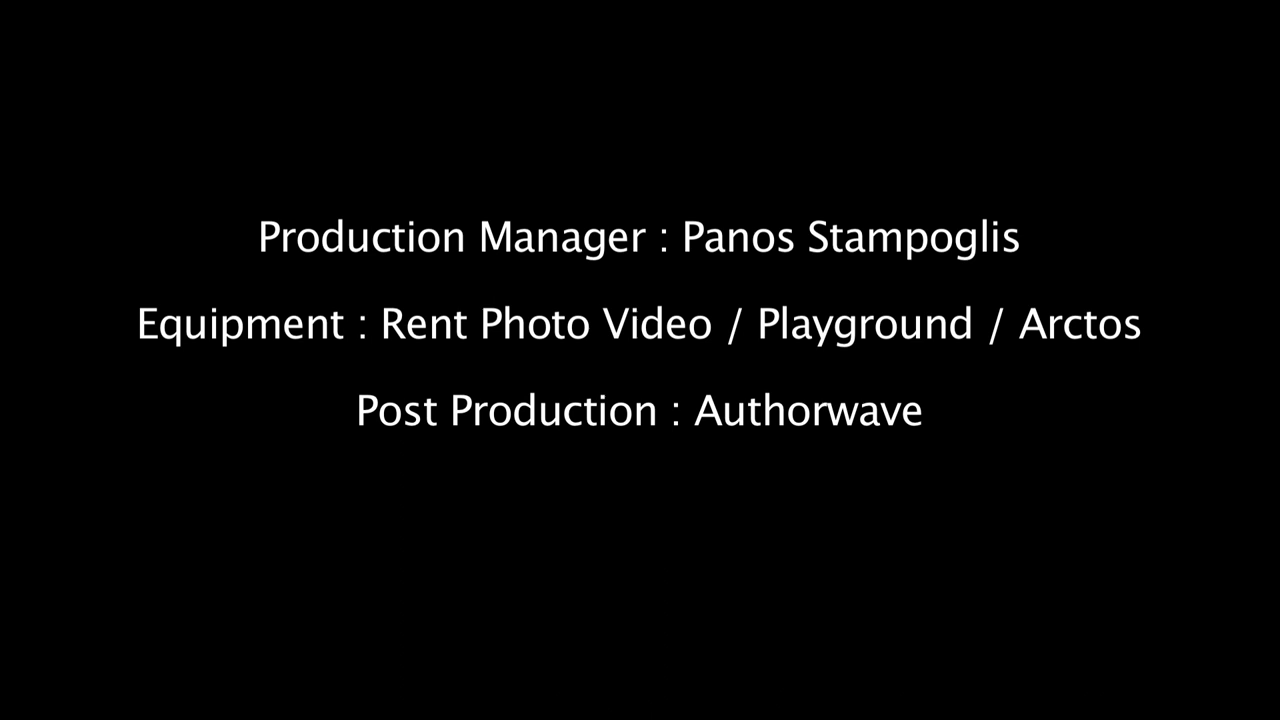 Production Manager : Panos Stampoglis
Equipment : Rent Photo Video / Playground / Arctos
Post Production : Authorwave